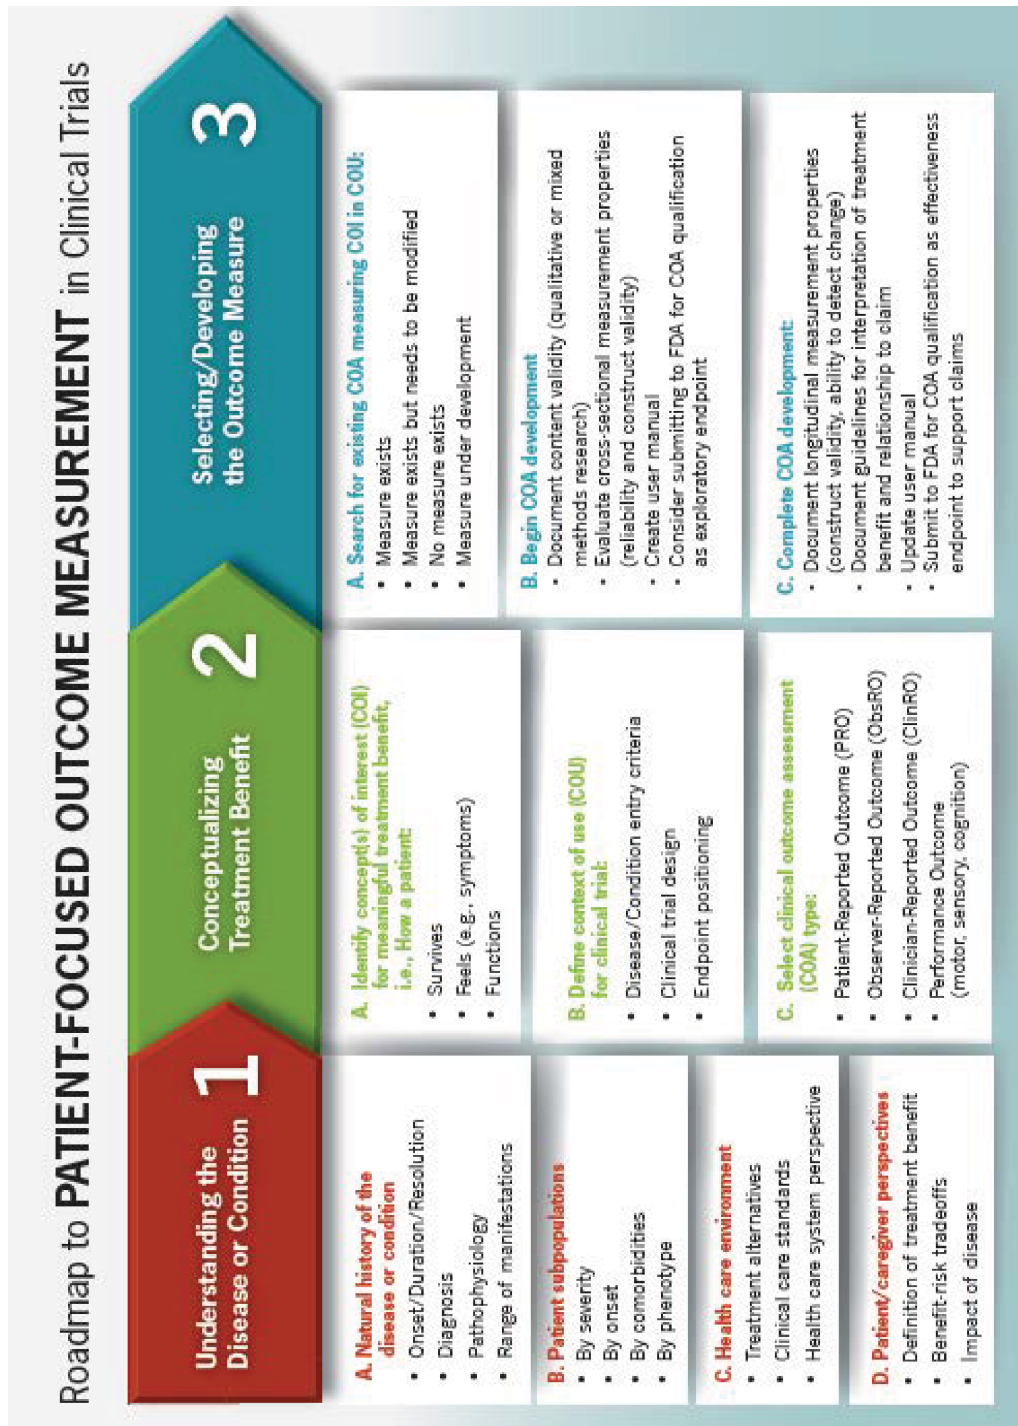 Roadmap to PATIENT-FOCUSED OUTCOME MEASUREMENT in Clinical Trials
Understanding the
Disease or Condition
1
A. Natural history of the
disease or condition
• Onset/Duration/Resolution
• Diagnosis
• Pathophysiology
• Range of manifestations
B. Patient subpopulations
• By severity
• By onset
• By comorbidities
• By phenotype
C. Health care environment
• Treatment alternatives
• Clinical care standards
• Health care system perspective
D. Patient/caregiver perspectives
• Definition of treatment benefit
• Benefit-risk tradeoffs
• Impact of disease
Conceptualizing
Treatment Benefit
2
A. Identify concept(s) of interest (COI)
for meaningful treatment benefit,
i.e., How a patient:
• Survives
• Feels (e.g., symptoms)
• Functions
B. Define context of use (COU)
for clinical trial:
• Disease/Condition entry criteria
• Clinical trial design
• Endpoint positioning
C. Select clinical outcome assessment
(COA) type:
• Patient-Reported Outcome (PRO)
• Observer-Reported Outcome (ObsRO)
• Clinician-Reported Outcome (ClinRO)
• Performance Outcome
(motor, sensory, cognition)
Selecting/Developing
the Outcome Measure
3
A. Search for existing COA measuring COI in COU:
• Measure exists
• Measure exists but needs to be modified
• No measure exists
• Measure under development
B. Begin COA development
• Document content validity (qualitative or mixed
methods research)
• Evaluate cross-sectional measurement properties
(reliability and construct validity)
• Create user manual
• Consider submitting to FDA for COA qualification
as exploratory endpoint
C. Complete COA development:
• Document longitudinal measurement properties
(construct validity, ability to detect change)
• Document guidelines for interpretation of treatment
benefit and relationship to claim
• Update user manual
• Submit to FDA for COA qualification as effectiveness
endpoint to support claims